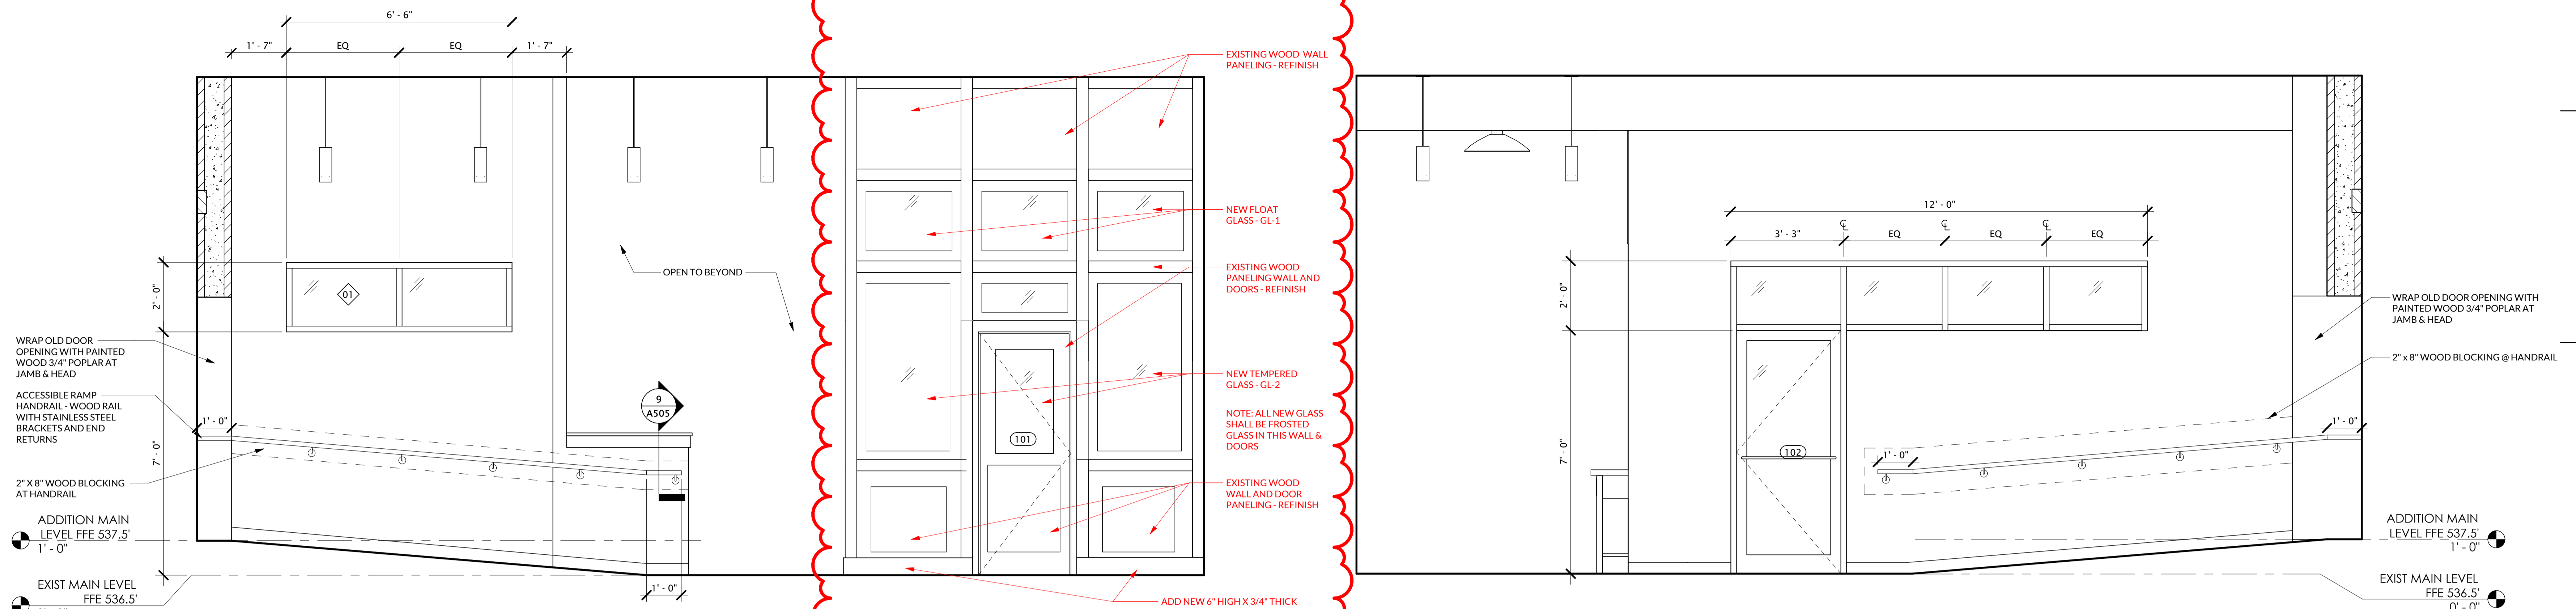 6' - 6"
1' - 7"
EQ
EQ
1' - 7"
2' - 0"
01
OPEN TO BEYOND
WRAP OLD DOOR
OPENING WITH PAINTED
WOOD 3/4" POPLAR AT
JAMB & HEAD
ACCESSIBLE RAMP
HANDRAIL - WOOD RAIL
WITH STAINLESS STEEL
BRACKETS AND END
RETURNS
1' - 0"
7' - 0"
9
A505
2" X 8" WOOD BLOCKING
AT HANDRAIL
ADDITION MAIN
LEVEL FFE 537.5'
1' - 0"
EXIST MAIN LEVEL
FFE 536.5'
1' - 0"
EXISTING WOOD WALL
PANELING - REFINISH
NEW FLOAT
GLASS - GL-1
EXISTING WOOD
PANELING WALL AND
DOORS - REFINISH
NEW TEMPERED
GLASS - GL-2
NOTE: ALL NEW GLASS
SHALL BE FROSTED
GLASS IN THIS WALL &
DOORS
101
EXISTING WOOD
WALL AND DOOR
PANELING - REFINISH
ADD NEW 6" HIGH X 3/4" THICK
12' - 0"
3' - 3"
EQ
EQ
EQ
2' - 0"
7' - 0"
102
1' - 0"
1' - 0"
WRAP OLD DOOR OPENING WITH
PAINTED WOOD 3/4" POPLAR AT
JAMB & HEAD
2" x 8" WOOD BLOCKING @ HANDRAIL
ADDITION MAIN
LEVEL FFE 537.5'
1' - 0"
EXIST MAIN LEVEL
FFE 536.5'
0' - 0"